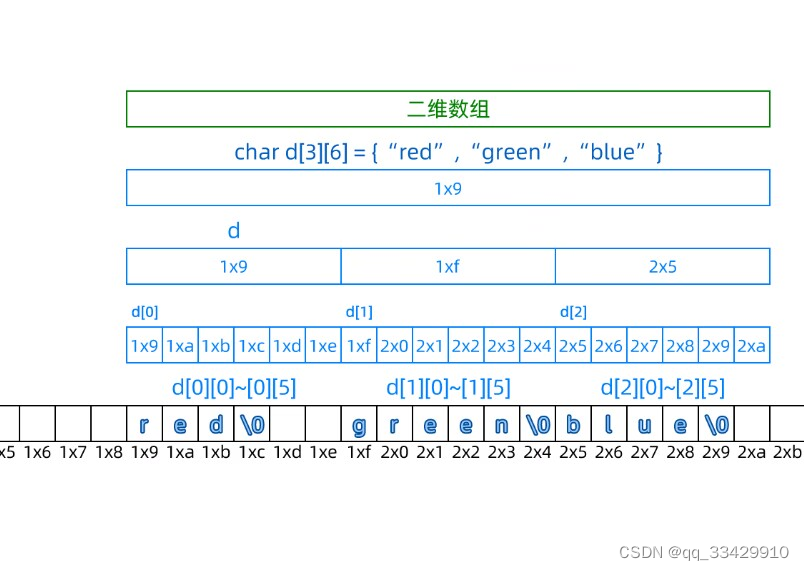 二维数组
char d[3][6] = { “red” , “green” , “blue” }
1x9
d
1x9 1xf 2x5
d[0] d[1] d[2]
1x9 1xa 1xb 1xc 1xd 1xe 1xf 2x0 2x1 2x2 2x3 2x4 2x5 2x6 2x7 2x8 2x9 2xa
d[0][0]~[0][5] d[1][0]~[1][5] d[2][0]~[2][5]
r e d \0 g r e e n \0 b l u e \0
x5 1x6 1x7 1x8 1x9 1xa 1xb 1xc 1xd 1xe 1xf 2x0 2x1 2x2 2x3 2x4 2x5 2x6 2x7 2x8 2x9 2xa 2xb
CSDN @qq_33429910